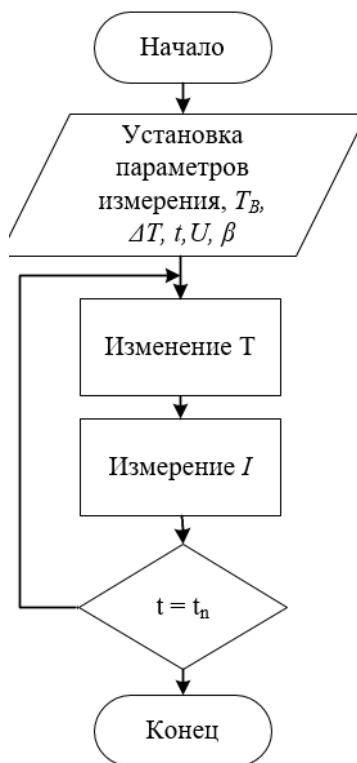 Начало
Установка
параметров
измерения, T_B,
ΔT, t,U, β
Изменение T
Измерение I
t = t_n
Конец